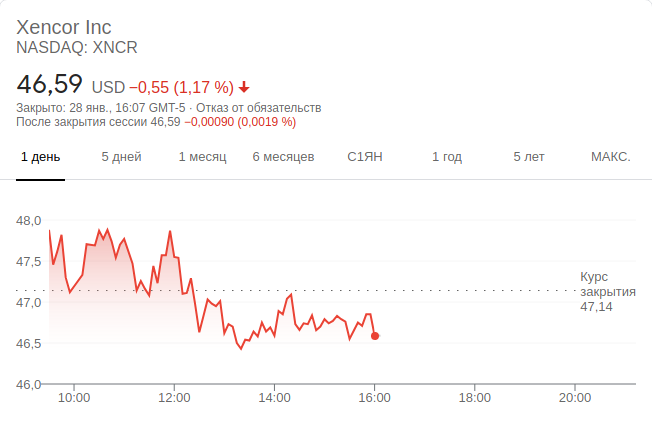 Xencor Inc
NASDAQ: XNCR
46,59 USD −0,55 (1,17 %)
Закрыто: 28 янв., 16:07 GMT-5 · Отказ от обязательств
После закрытия сессии 46,59 −0,00090 (0,0019 %)
1 день 5 дней 1 месяц 6 месяцев С1ЯН 1 год 5 лет МАКС.
48,0
47,5
Курс
закрытия
47,0
47,14
46,5
46,0
10:00 12:00 14:00 16:00 18:00 20:00